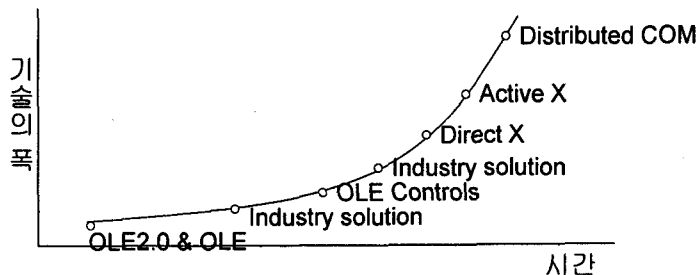 기술의 폭
Distributed COM
Active X
Direct X
Industry solution
OLE Controls
Industry solution
OLE2.0 & OLE
시간